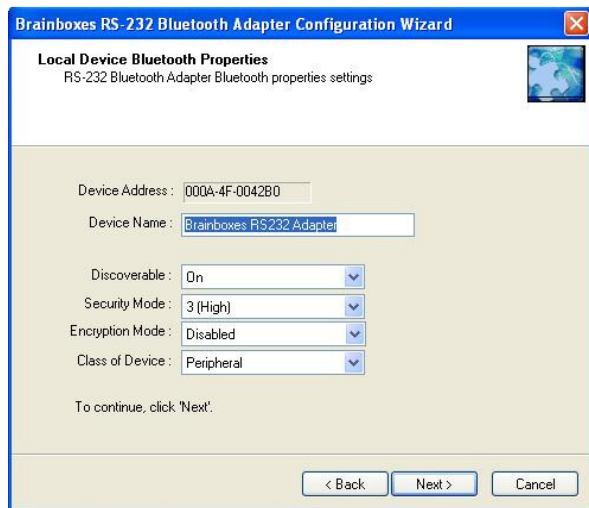 Brainboxes RS-232 Bluetooth Adapter Configuration Wizard
Local Device Bluetooth Properties
RS-232 Bluetooth Adapter Bluetooth properties settings
Device Address : 000A-4F-0042B0
Device Name : Brainboxes RS232 Adapter
Discoverable : On
Security Mode : 3 (High)
Encryption Mode : Disabled
Class of Device : Peripheral
To continue, click 'Next'.
< Back Next > Cancel